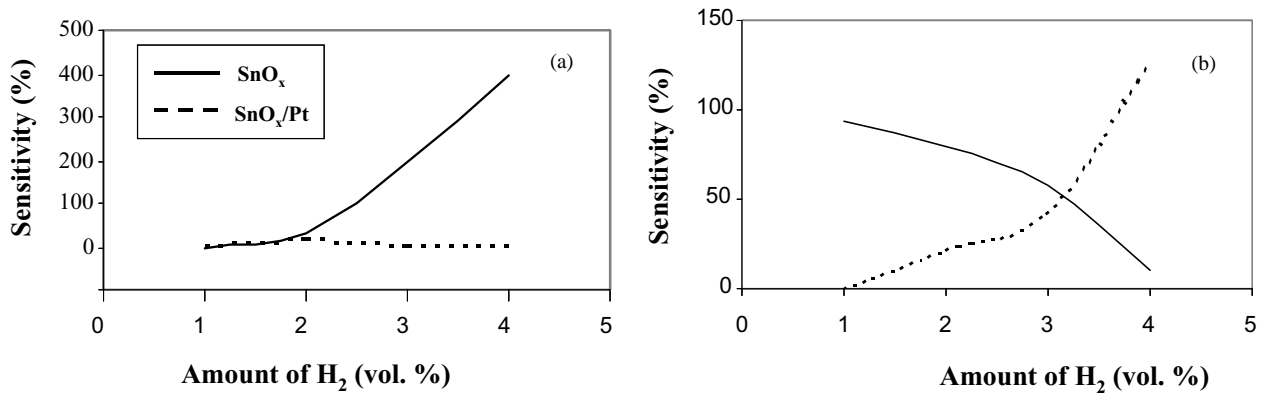 500
400
300
200
100
0
Sensitivity (%)
SnOₓ
SnOₓ/Pt
(a)
0 1 2 3 4 5
Amount of H₂ (vol. %)
150
100
50
0
Sensitivity (%)
(b)
0 1 2 3 4 5
Amount of H₂ (vol. %)